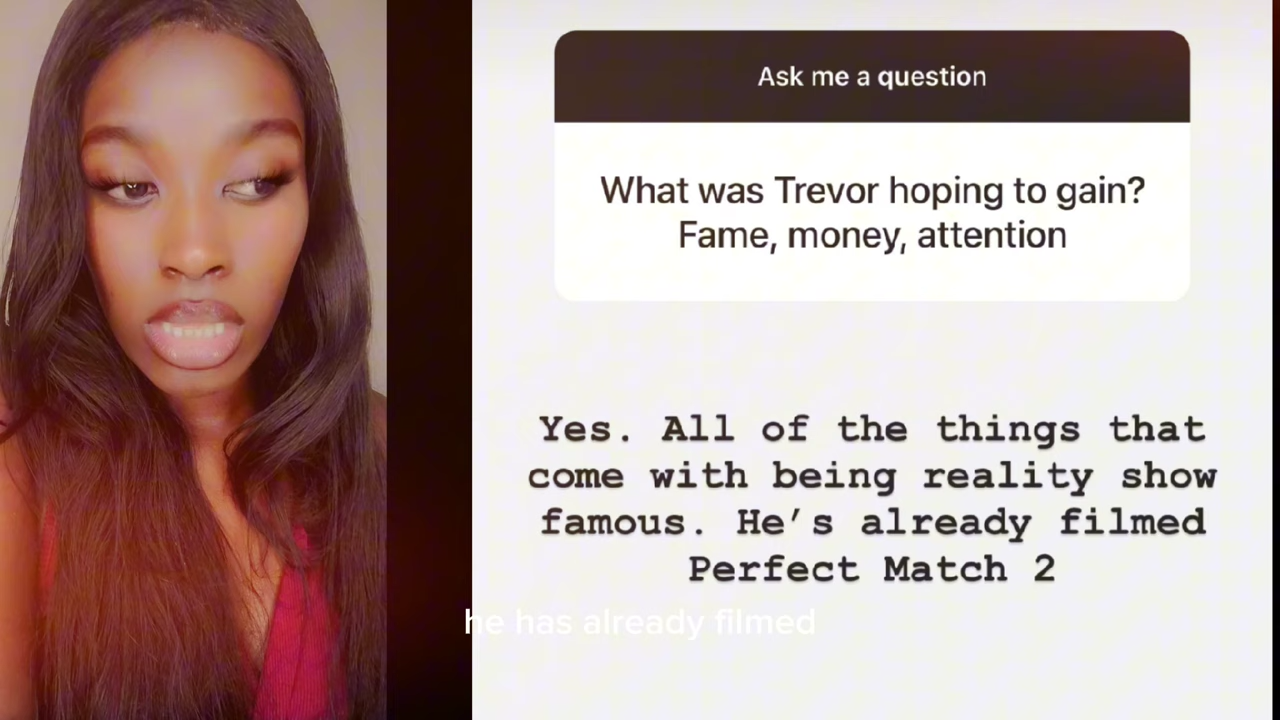 Ask me a question
What was Trevor hoping to gain?
Fame, money, attention
Yes. All of the things that
come with being reality show
famous. He’s already filmed
Perfect Match 2
he has already filmed